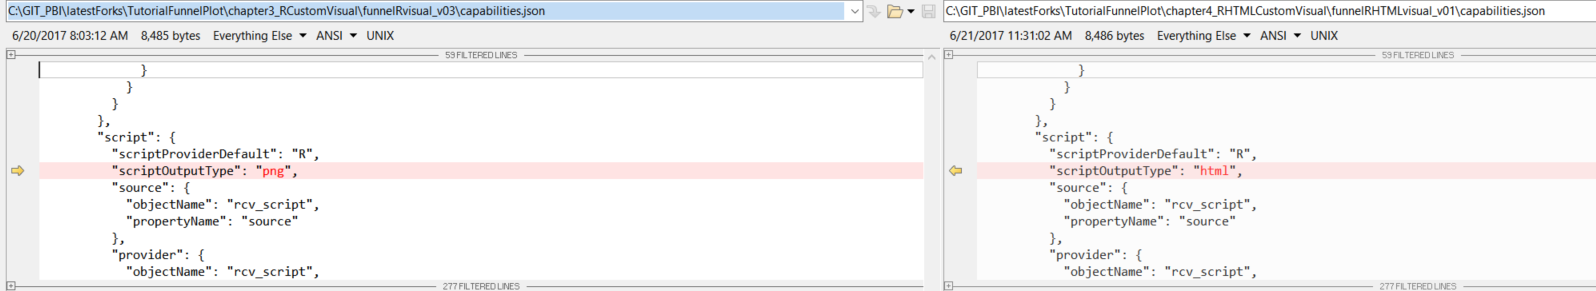 C:\GIT_PBI\latestForks\TutorialFunnelPlot\chapter3_RCustomVisual\funnelRvisual_v03\capabilities.json
6/20/2017 8:03:12 AM 8,485 bytes Everything Else ANSI UNIX
59 FILTERED LINES
}
}
}
},
"script": {
"scriptProviderDefault": "R",
"scriptOutputType": "png",
"source": {
"objectName": "rcv_script",
"propertyName": "source"
},
"provider": {
"objectName": "rcv_script",
277 FILTERED LINES
C:\GIT_PBI\latestForks\TutorialFunnelPlot\chapter4_RHTMLCustomVisual\funnelRHTMLvisual_v01\capabilities.json
6/21/2017 11:31:02 AM 8,486 bytes Everything Else ANSI UNIX
59 FILTERED LINES
}
}
}
},
"script": {
"scriptProviderDefault": "R",
"scriptOutputType": "html",
"source": {
"objectName": "rcv_script",
"propertyName": "source"
},
"provider": {
"objectName": "rcv_script",
277 FILTERED LINES